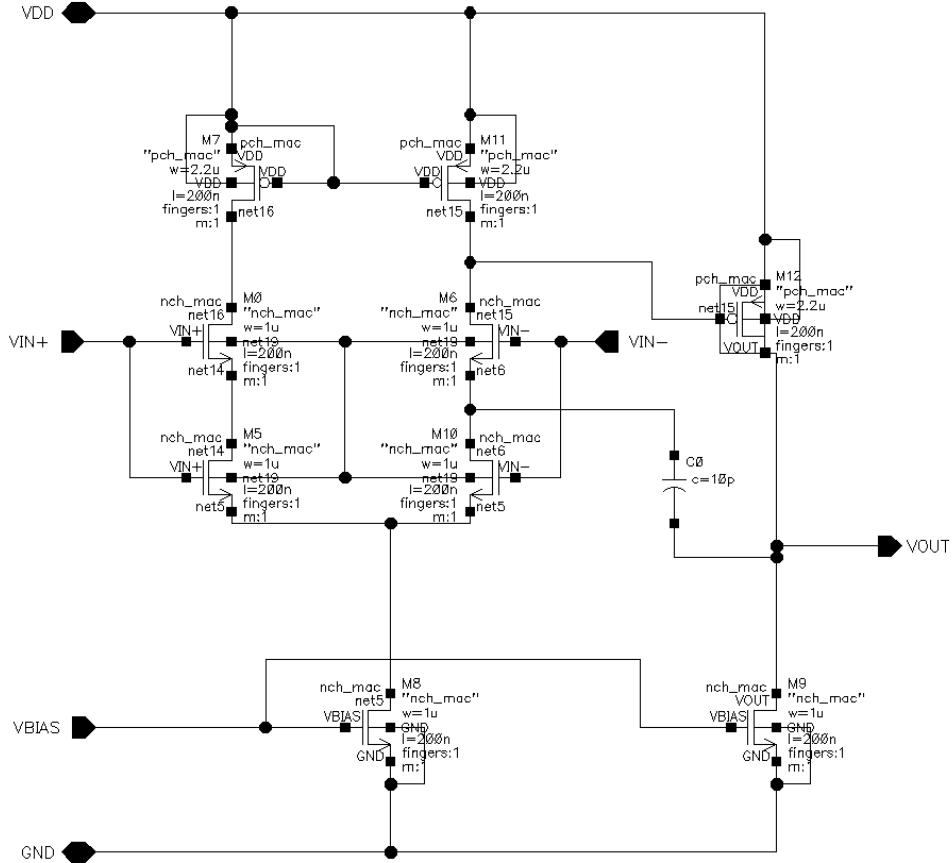 VDD
M7
pch_mac
"pch_mac"
VDD
w=2.2u
VDD
VDD
l=200n
fingers:1
net16
m:1
M11
pch_mac
"pch_mac"
VDD
w=2.2u
VDD
VDD
l=200n
net15
fingers:1
m:1
M12
pch_mac
"pch_mac"
VDD
w=2.2u
net15
VDD
l=200n
VOUT
fingers:1
m:1
M0
nch_mac
"nch_mac"
net16
w=1u
VIN+
net19
l=200n
fingers:1
net14
m:1
M6
nch_mac
"nch_mac"
net15
w=1u
VIN-
net19
l=200n
fingers:1
net6
m:1
VIN+
VIN-
M5
nch_mac
"nch_mac"
net14
w=1u
VIN+
net19
l=200n
fingers:1
net5
m:1
M10
nch_mac
"nch_mac"
net6
w=1u
VIN-
net19
l=200n
fingers:1
net5
m:1
C0
c=10p
VOUT
M8
nch_mac
"nch_mac"
net5
w=1u
VBIAS
GND
l=200n
GND
fingers:1
M9
nch_mac
"nch_mac"
VOUT
w=1u
VBIAS
GND
l=200n
GND
fingers:1
VBIAS
GND